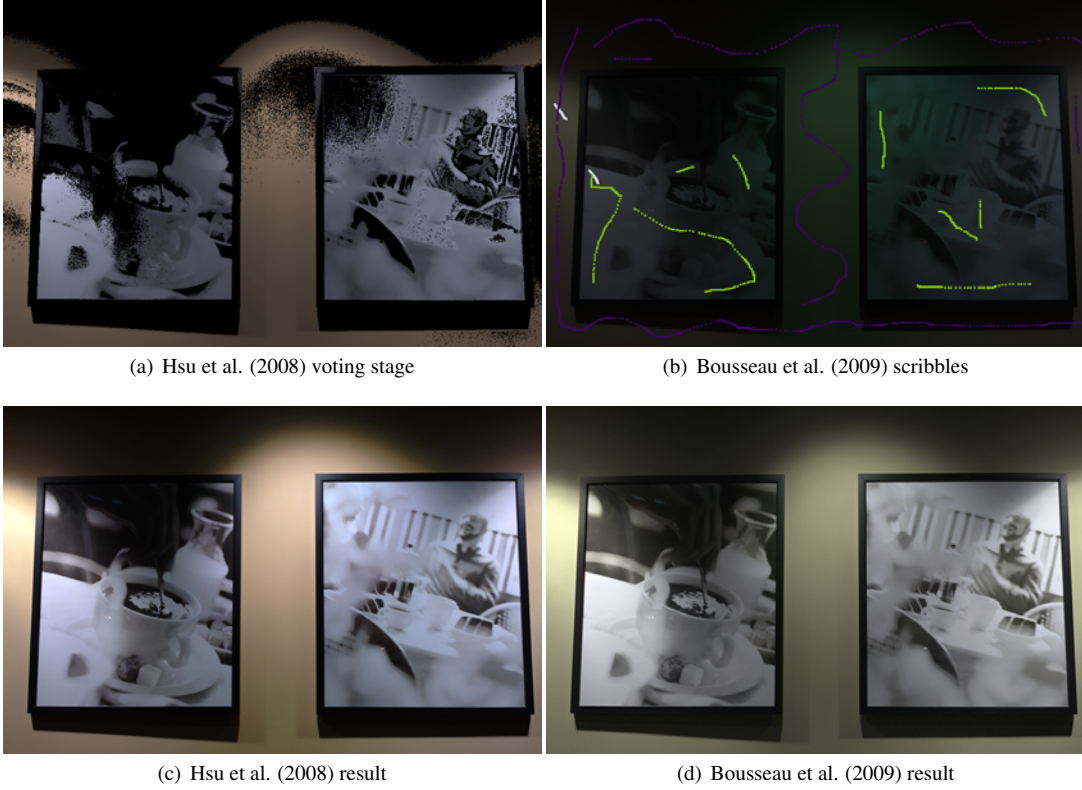 (a) Hsu et al. (2008) voting stage
(b) Bousseau et al. (2009) scribbles
(c) Hsu et al. (2008) result
(d) Bousseau et al. (2009) result